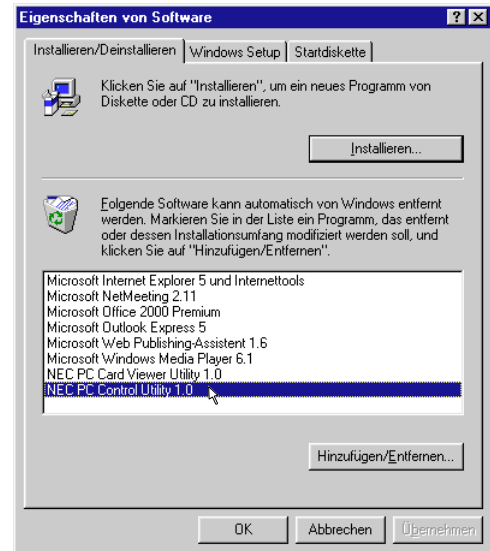 Eigenschaften von Software
Installieren/Deinstallieren Windows Setup Startdiskette
Klicken Sie auf "Installieren", um ein neues Programm von
Diskette oder CD zu installieren.
Installieren...
Folgende Software kann automatisch von Windows entfernt
werden. Markieren Sie in der Liste ein Programm, das entfernt
oder dessen Installationsumfang modifiziert werden soll, und
klicken Sie auf "Hinzufügen/Entfernen".
Microsoft Internet Explorer 5 und Internettools
Microsoft NetMeeting 2.11
Microsoft Office 2000 Premium
Microsoft Outlook Express 5
Microsoft Web Publishing-Assistent 1.6
Microsoft Windows Media Player 6.1
NEC PC Card Viewer Utility 1.0
NEC PC Control Utility 1.0
Hinzufügen/Entfernen...
OK Abbrechen Übernehmen